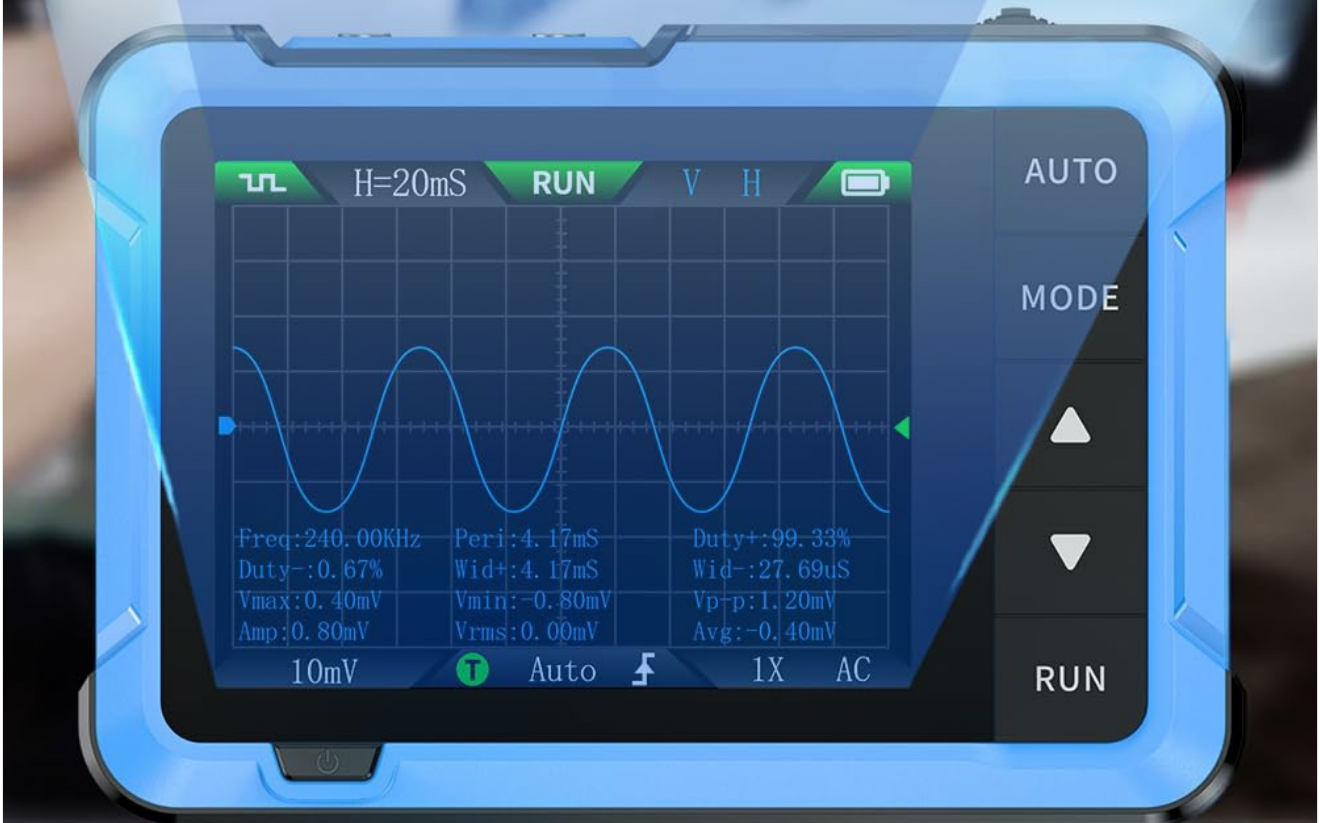 H=20mS RUN V H
AUTO
MODE
Freq:240.00KHz Peri:4.17mS Duty+:99.33%
Duty-:0.67% Wid+:4.17mS Wid-:27.69uS
Vmax:0.40mV Vmin:-0.80mV Vp-p:1.20mV
Amp:0.80mV Vrms:0.00mV Avg:-0.40mV
10mV T Auto 1X AC
RUN